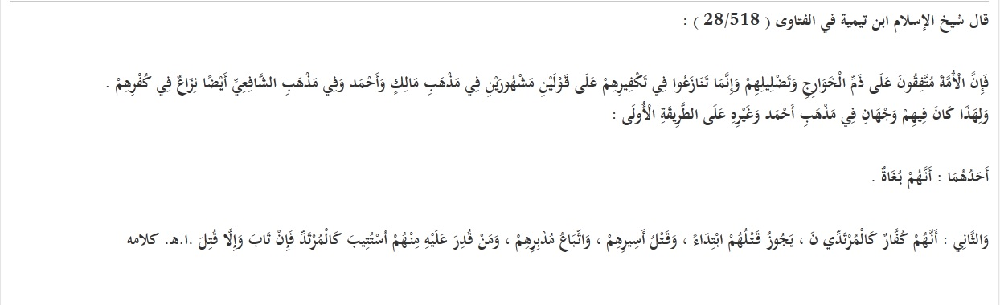 قال شيخ الإسلام ابن تيمية في الفتاوى ( 28/518 ) :
فَإِنَّ الْأُمَّةَ مُتَّفِقُونَ عَلَى ذَمِّ الْخَوَارِجِ وَتَضْلِيلِهِمْ وَإِنَّمَا تَنَازَعُوا فِي تَكْفِيرِهِمْ عَلَى قَوْلَيْنِ مَشْهُورَيْنِ فِي مَذْهَبِ مَالِكٍ وَأَحْمَد وَفِي مَذْهَبِ الشَّافِعِيِّ أَيْضًا نِزَاعٌ فِي كُفْرِهِمْ .
وَلِهَذَا كَانَ فِيهِمْ وَجْهَانِ فِي مَذْهَبِ أَحْمَد وَغَيْرِهِ عَلَى الطَّرِيقَةِ الْأُولَى :
أَحَدُهُمَا : أَنَّهُمْ بُغَاةٌ .
وَالثَّانِي : أَنَّهُمْ كُفَّارٌ كَالْمُرْتَدِّي نَ ، يَجُوزُ قَتْلُهُمْ ابْتِدَاءً ، وَقَتْلُ أَسِيرِهِمْ ، وَاتِّبَاعُ مُدْبِرِهِمْ ، وَمَنْ قُدِرَ عَلَيْهِ مِنْهُمْ اُسْتُتِيبَ كَالْمُرْتَدِّ فَإِنْ تَابَ وَإِلَّا قُتِلَ .ا.هـ. كلامه